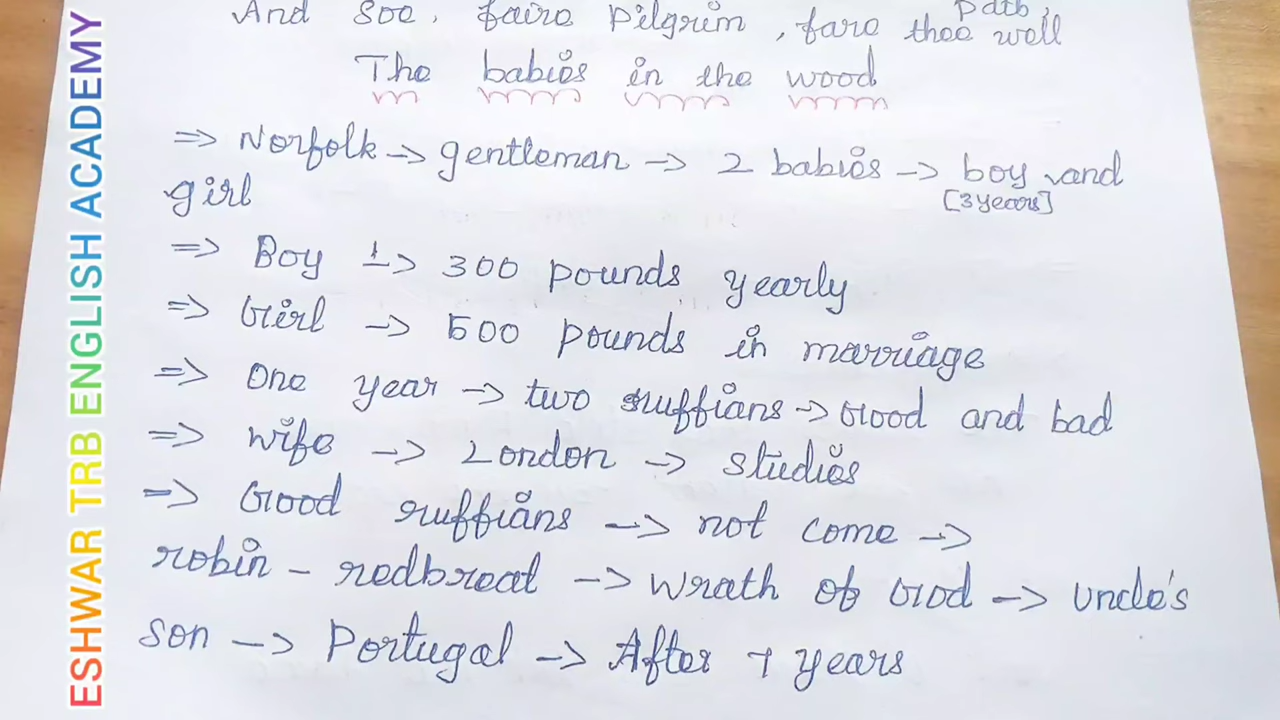 ESHWAR TRB ENGLISH ACADEMY
path,
And soe, faire Pilgrim, fare thee well
The babies in the wood
=> Norfolk -> gentleman -> 2 babies -> boy and
[3 years]
girl
=> Boy -> 300 pounds yearly
=> Girl -> 500 pounds in marriage
=> One year -> two ruffians -> Good and bad
=> wife -> London -> studies
=> Good ruffians -> not come ->
robin - redbreat -> Wrath of God -> Uncle's
son -> Portugal -> After 7 years